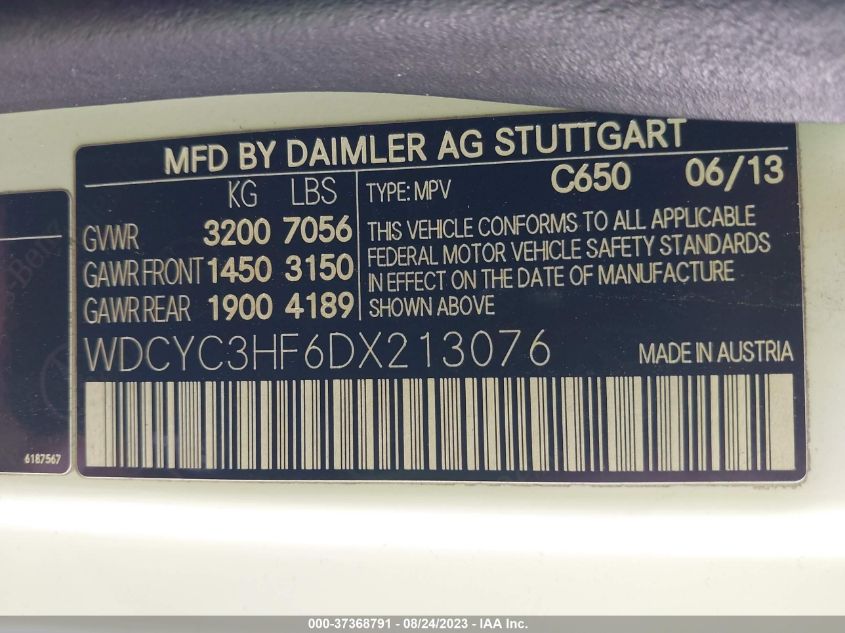 MFD BY DAIMLER AG STUTTGART
KG LBS TYPE: MPV C650 06/13
GVWR 3200 7056
GAWR FRONT 1450 3150
GAWR REAR 1900 4189
THIS VEHICLE CONFORMS TO ALL APPLICABLE
FEDERAL MOTOR VEHICLE SAFETY STANDARDS
IN EFFECT ON THE DATE OF MANUFACTURE
SHOWN ABOVE
WDCYC3HF6DX213076 MADE IN AUSTRIA
6187567
000-37368791 - 08/24/2023 - IAA Inc.